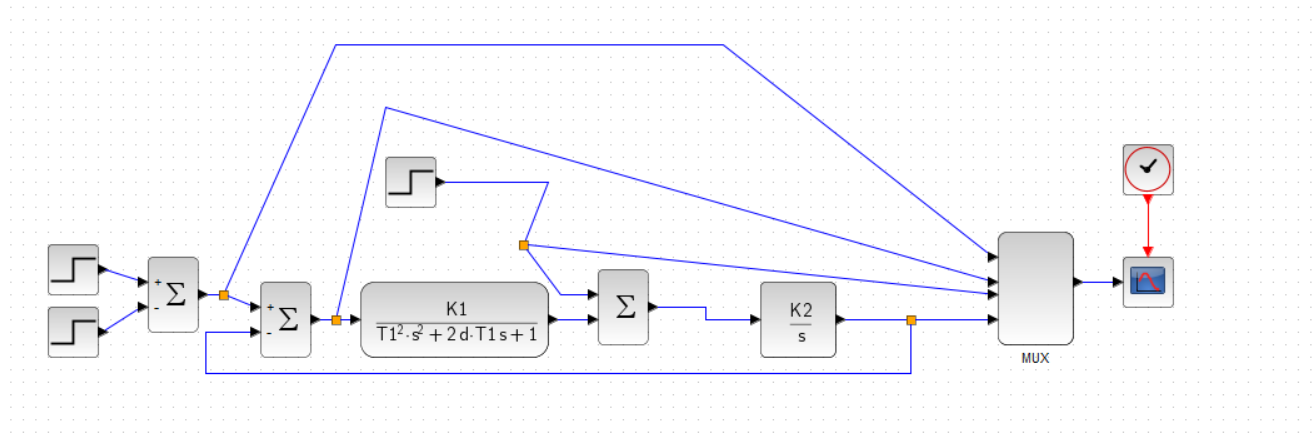 +
-
Σ
+
-
Σ
K1
T1²·s²+2d·T1s+1
Σ
K2
s
MUX